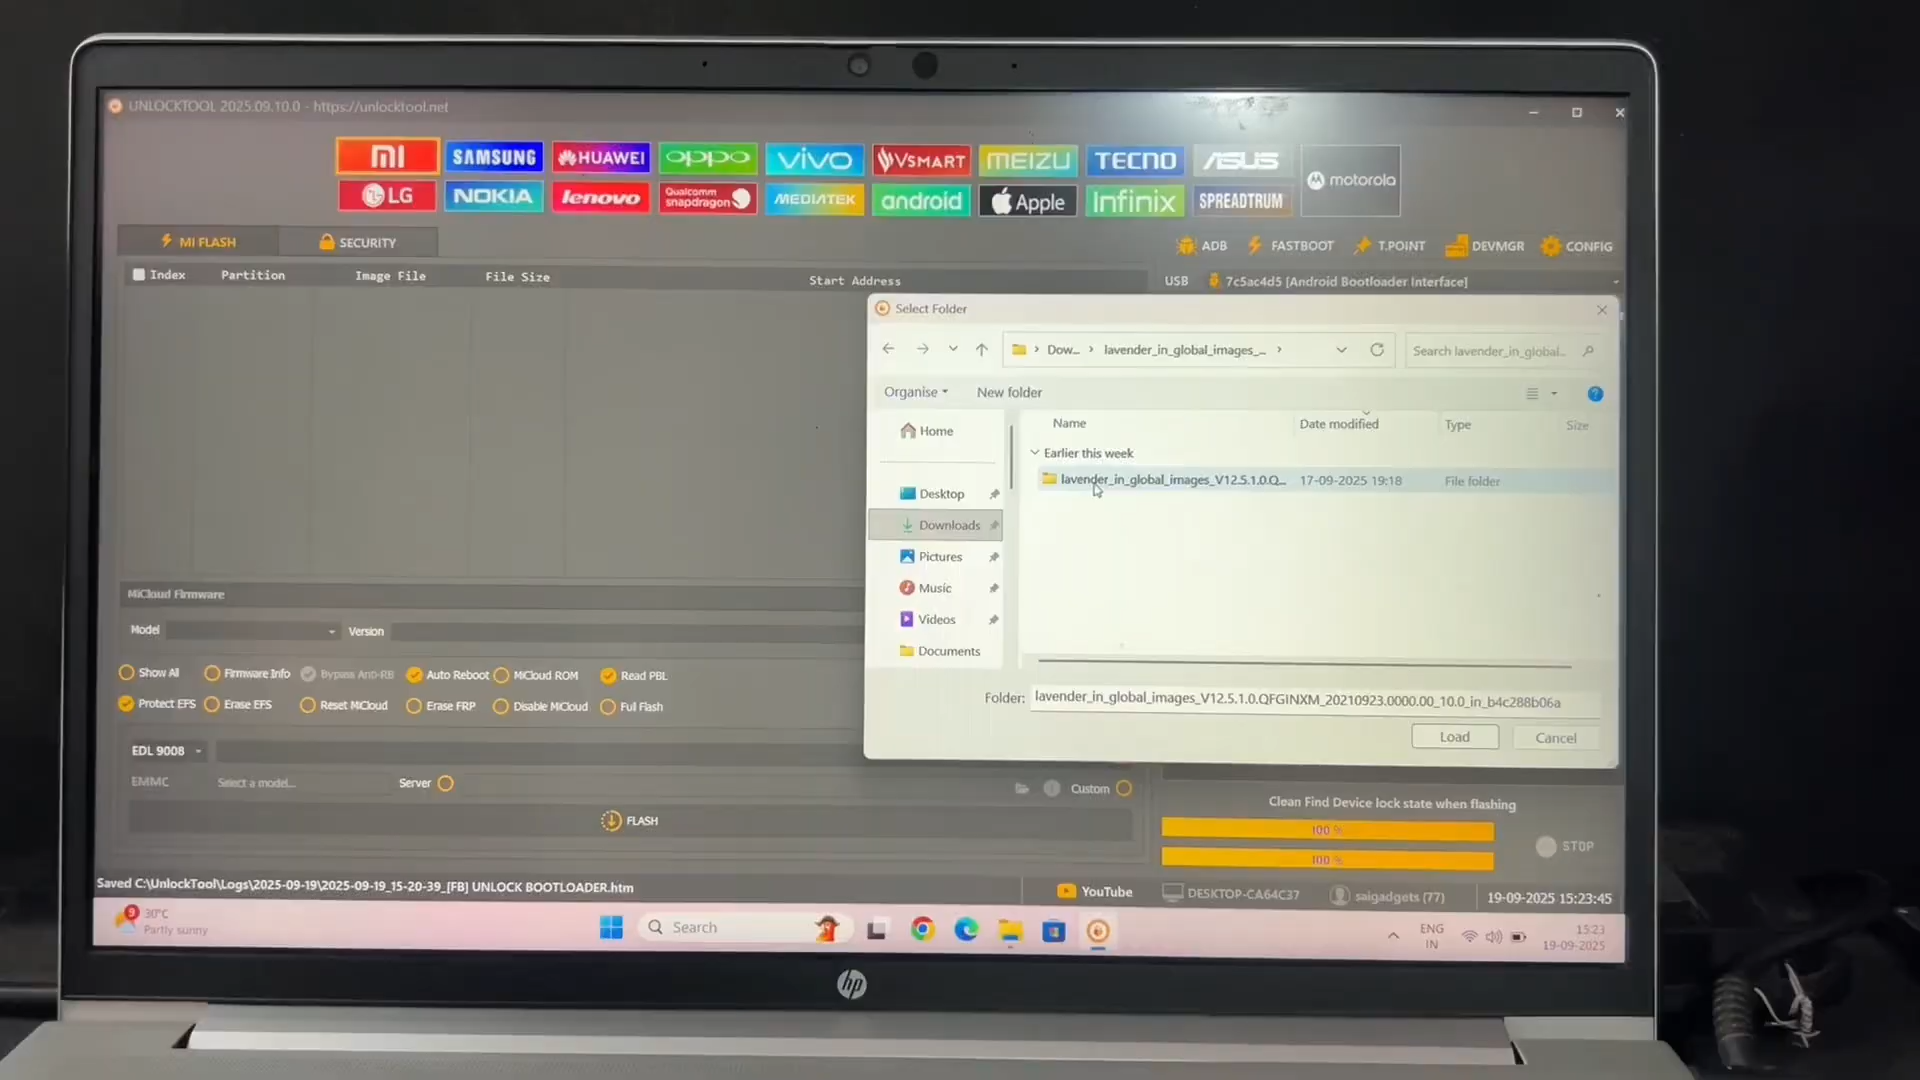 UNLOCKTOOL 2025.09.10.0 - https://unlocktool.net
mi SAMSUNG HUAWEI oppo vivo VSMART MEIZU TECNO ASUS motorola
LG NOKIA lenovo Qualcomm snapdragon MEDIATEK android Apple Infinix SPREADTRUM
MI FLASH SECURITY ADB FASTBOOT T.POINT DEVMGR CONFIG
Index Partition Image File File Size Start Address USB 7c5ac4d5 [Android Bootloader Interface]
Select Folder
Dow... lavender_in_global_images_... Search lavender_in_global...
Organise New folder
Name Date modified Type Size
Home
Earlier this week
lavender_in_global_images_V12.5.1.0.Q... 17-09-2025 19:18 File folder
Desktop
Downloads
Pictures
Music
Videos
Documents
Folder: lavender_in_global_images_V12.5.1.0.QFGINXM_20210923.0000.00_10.0_in_b4c288b06a
Load Cancel
MiCloud Firmware
Model Version
Show All Firmware Info Bypass Anti-RB Auto Reboot MiCloud ROM Read PBL
Protect EFS Erase EFS Reset MiCloud Erase FRP Disable MiCloud Full Flash
EDL 9008
EMMC Select a model... Server Custom
FLASH
Clean Find Device lock state when flashing
100 %
100 %
STOP
Saved C:\UnlockTool\Logs\2025-09-19\2025-09-19_15-20-39_[FB] UNLOCK BOOTLOADER.htm
YouTube DESKTOP-CA64C37 saigadgets (77) 19-09-2025 15:23:45
9 30°C
Partly sunny
Search
ENG
IN
15:23
19-09-2025
hp